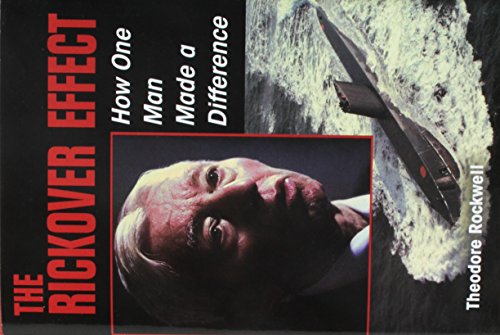 THE
RICKOVER EFFECT
How One
Man
Made a
Difference
Theodore Rockwell